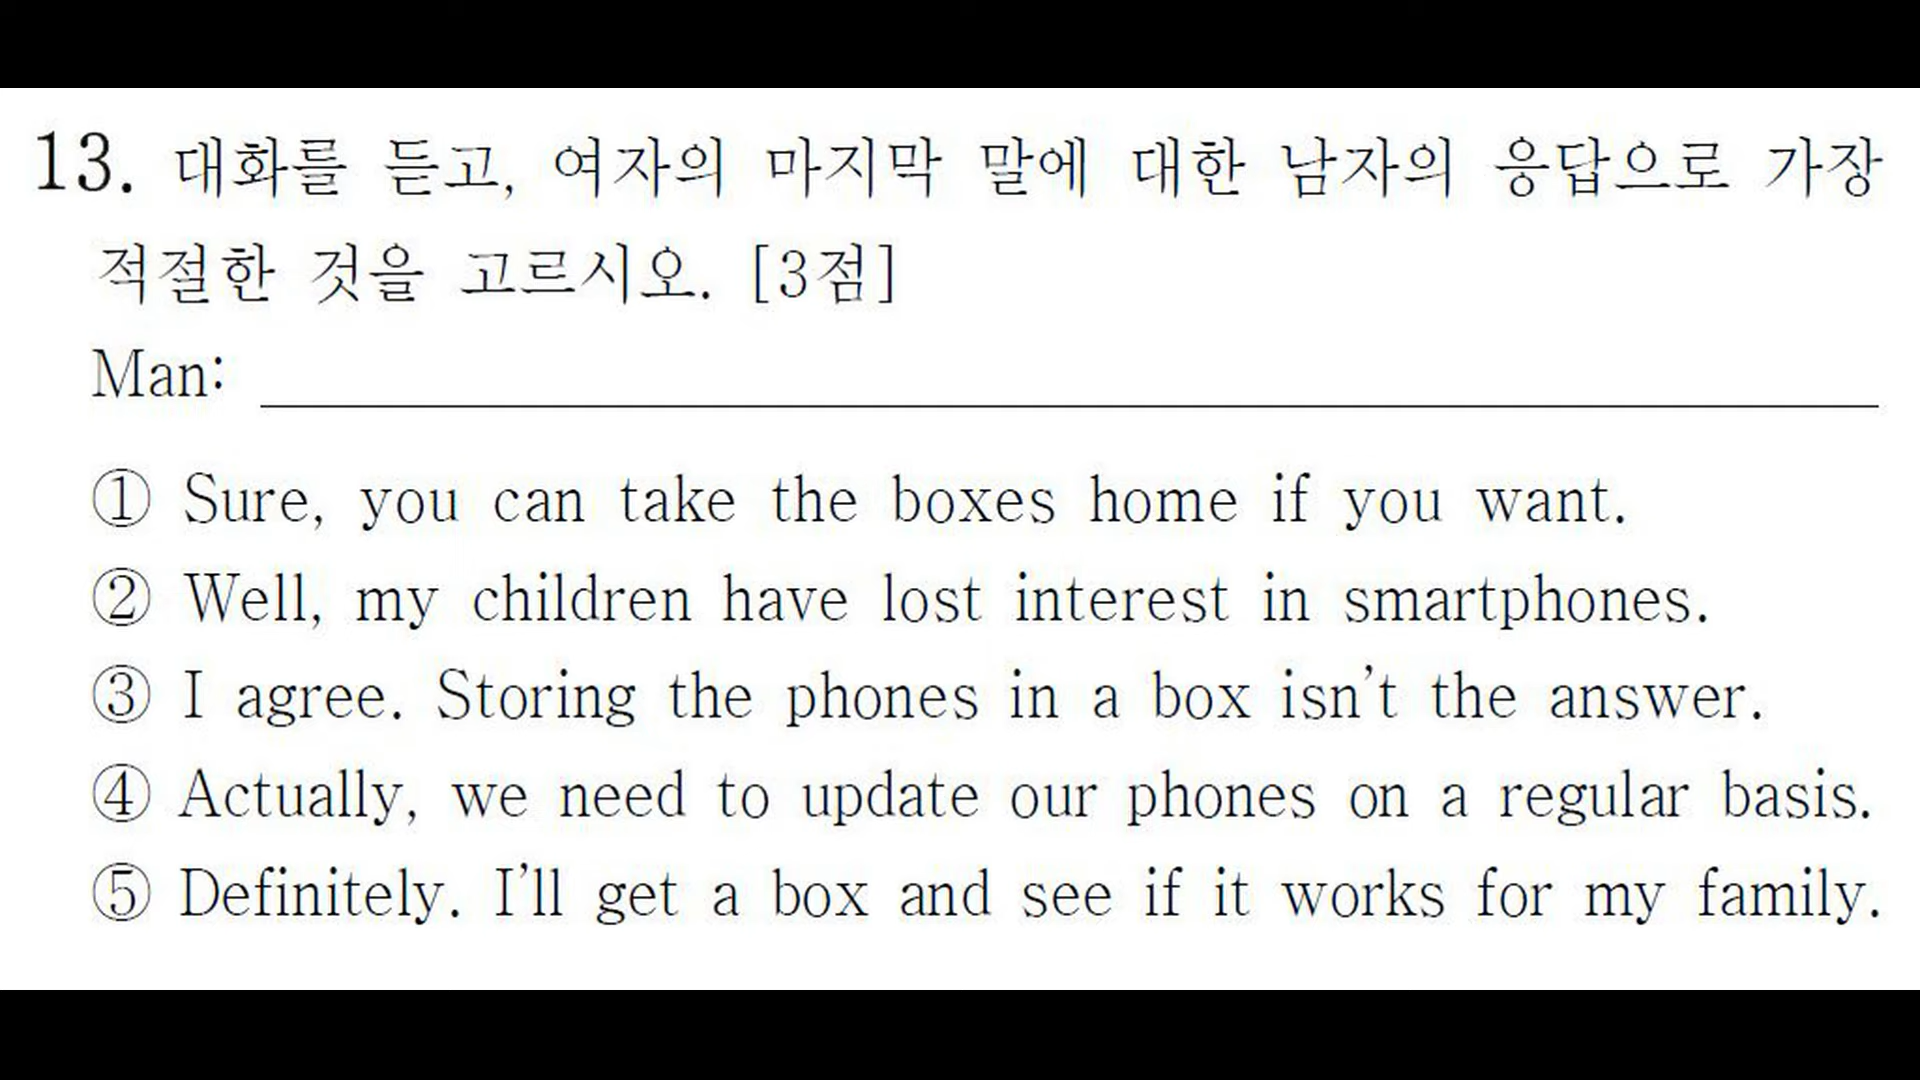 13. 대화를 듣고, 여자의 마지막 말에 대한 남자의 응답으로 가장
적절한 것을 고르시오. [3점]
Man:
① Sure, you can take the boxes home if you want.
② Well, my children have lost interest in smartphones.
③ I agree. Storing the phones in a box isn't the answer.
④ Actually, we need to update our phones on a regular basis.
⑤ Definitely. I'll get a box and see if it works for my family.